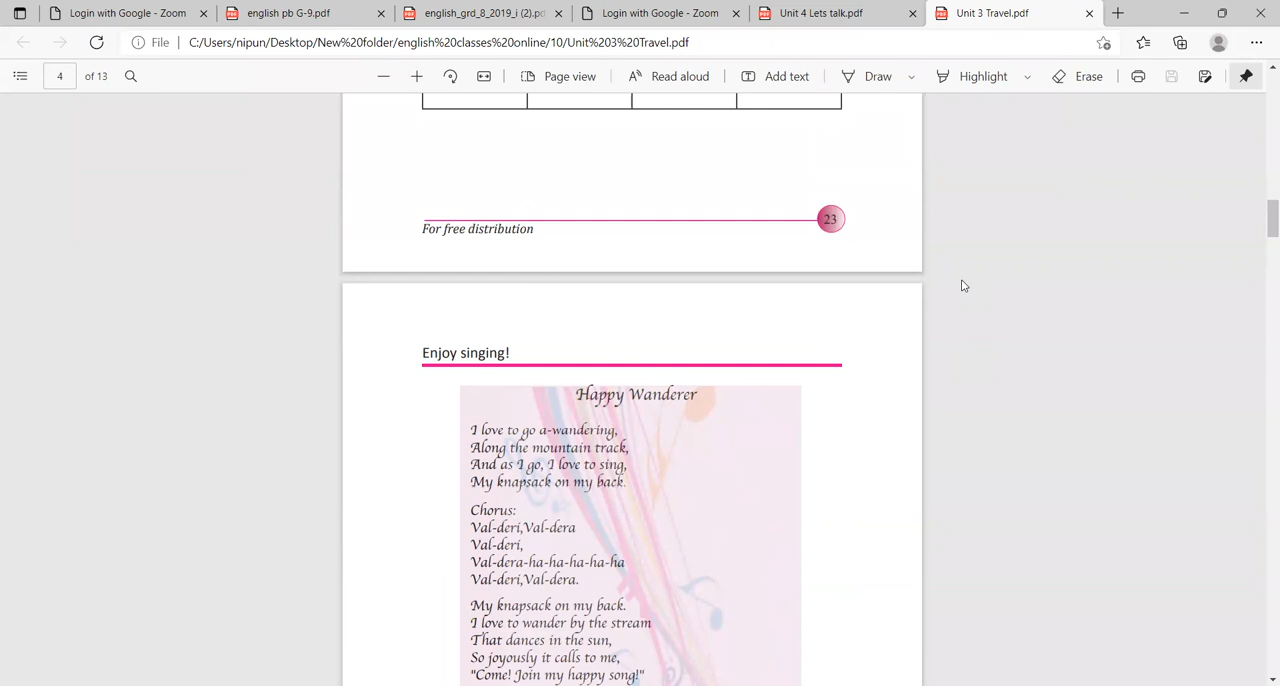 Login with Google - Zoom
english pb G-9.pdf
english_grd_8_2019_i (2).pd
Login with Google - Zoom
Unit 4 Lets talk.pdf
Unit 3 Travel.pdf
File
C:/Users/nipun/Desktop/New%20folder/english%20classes%20online/10/Unit%203%20Travel.pdf
4 of 13
Page view
Read aloud
Add text
Draw
Highlight
Erase
23
For free distribution
Enjoy singing!
Happy Wanderer
I love to go a-wandering,
Along the mountain track,
And as I go, I love to sing,
My knapsack on my back.
Chorus:
Val-deri,Val-dera
Val-deri,
Val-dera-ha-ha-ha-ha-ha
Val-deri,Val-dera.
My knapsack on my back.
I love to wander by the stream
That dances in the sun,
So joyously it calls to me,
"Come! Join my happy song!"